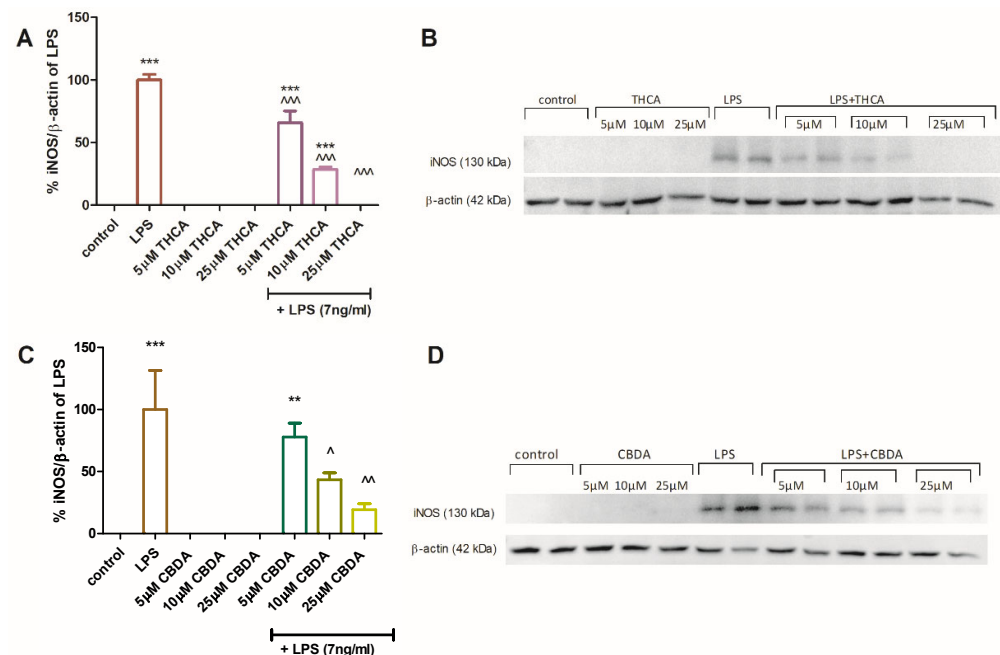 A
% iNOS/β-actin of LPS
150
100
50
0
***
***
^^^
***
^^^
^^^
control
LPS
5µM THCA
10µM THCA
25µM THCA
5µM THCA
10µM THCA
25µM THCA
+ LPS (7ng/ml)
B
control THCA LPS LPS+THCA
5µM 10µM 25µM 5µM 10µM 25µM
iNOS (130 kDa)
β-actin (42 kDa)
C
% iNOS/β-actin of LPS
150
100
50
0
***
**
^
^^
control
LPS
5µM CBDA
10µM CBDA
25µM CBDA
5µM CBDA
10µM CBDA
25µM CBDA
+ LPS (7ng/ml)
D
control CBDA LPS LPS+CBDA
5µM 10µM 25µM 5µM 10µM 25µM
iNOS (130 kDa)
β-actin (42 kDa)